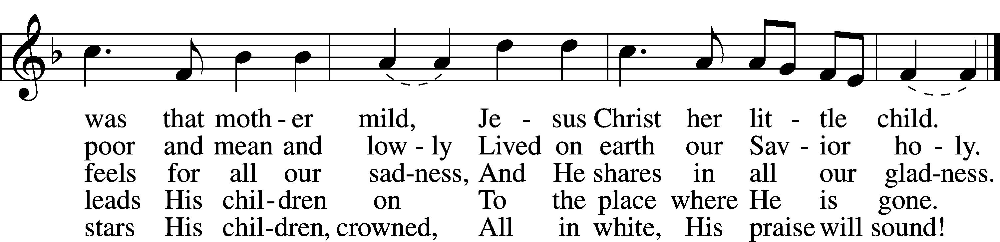 was that moth - er mild, Je - sus Christ her lit - tle child.
poor and mean and low - ly Lived on earth our Sav - ior ho - ly.
feels for all our sad-ness, And He shares in all our glad-ness.
leads His chil-dren on To the place where He is gone.
stars His chil-dren, crowned, All in white, His praise will sound!